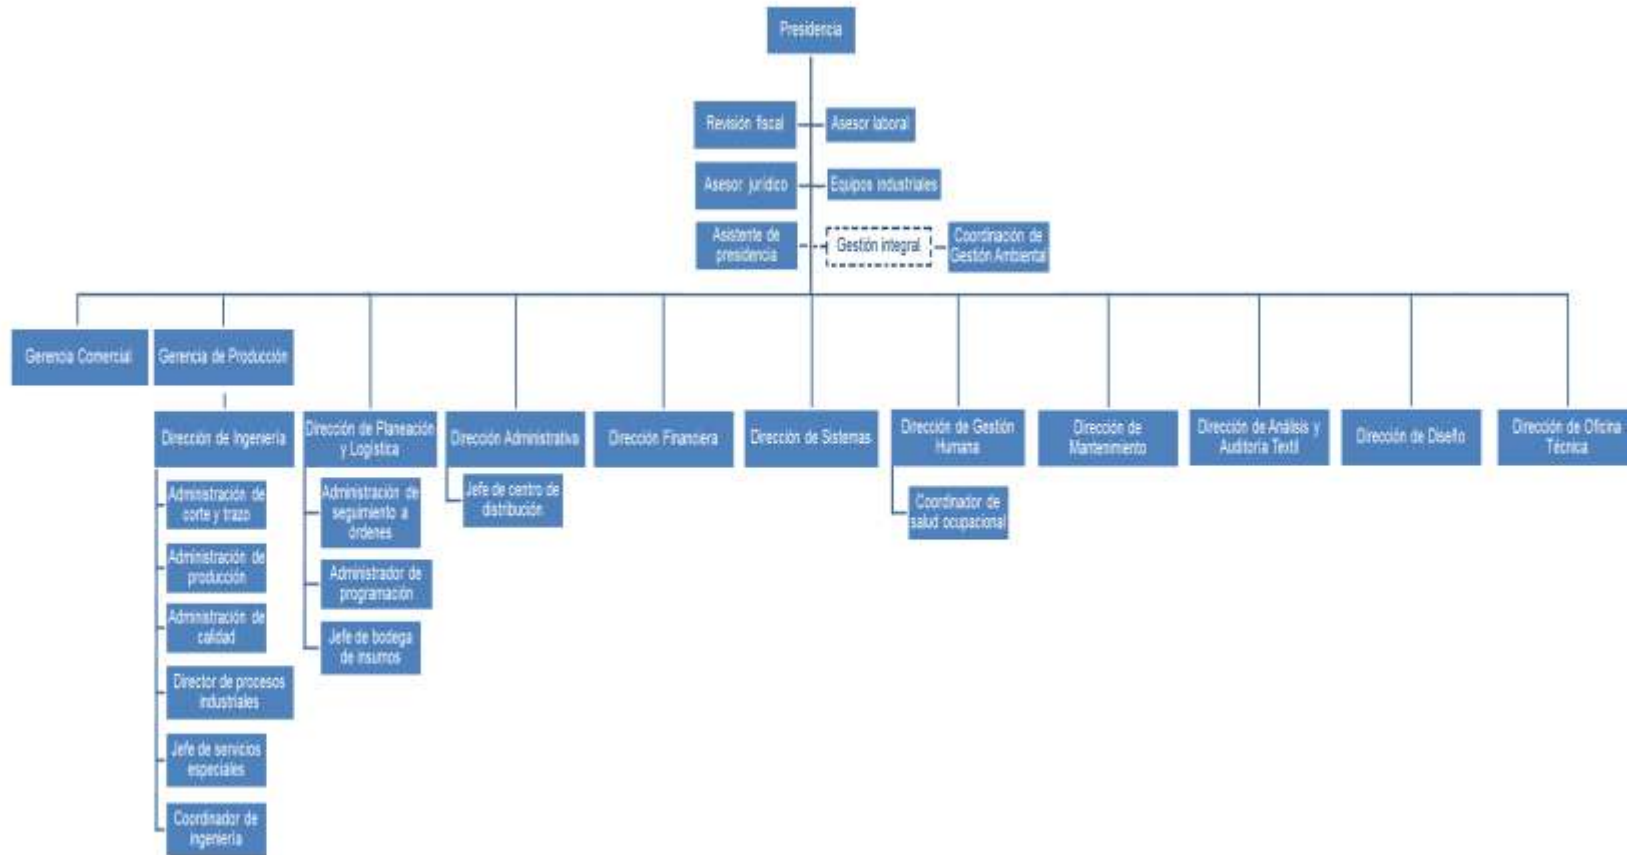 Presidencia
Revisión fiscal
Asesor laboral
Asesor jurídico
Equipos industriales
Asistente de
presidencia
Gestión integral
Coordinación de
Gestión Ambiental
Gerencia Comercial
Gerencia de Producción
Dirección de Ingeniería
Dirección de Planeación
y Logística
Dirección Administrativa
Dirección Financiera
Dirección de Sistemas
Dirección de Gestión
Humana
Dirección de
Mantenimiento
Dirección de Análisis y
Auditoría Textil
Dirección de Diseño
Dirección de Oficina
Técnica
Administración de
corte y trazo
Administración de
producción
Administración de
calidad
Director de procesos
industriales
Jefe de servicios
especiales
Coordinador de
ingeniería
Administración de
seguimiento a
órdenes
Administrador de
programación
Jefe de bodega
de insumos
Jefe de centro de
distribución
Coordinador de
salud ocupacional